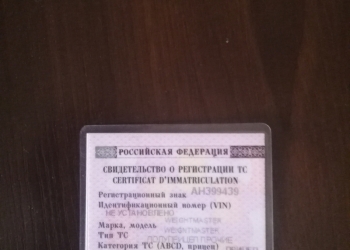 РОССИЙСКАЯ ФЕДЕРАЦИЯ
СВИДЕТЕЛЬСТВО О РЕГИСТРАЦИИ ТС
CERTIFICAT D'IMMATRICULATION
Регистрационный знак АН399438
Идентификационный номер (VIN)
НЕ УСТАНОВЛЕНО
Марка, модель
Тип ТС
Категория ТС (ABCD, прицеп)